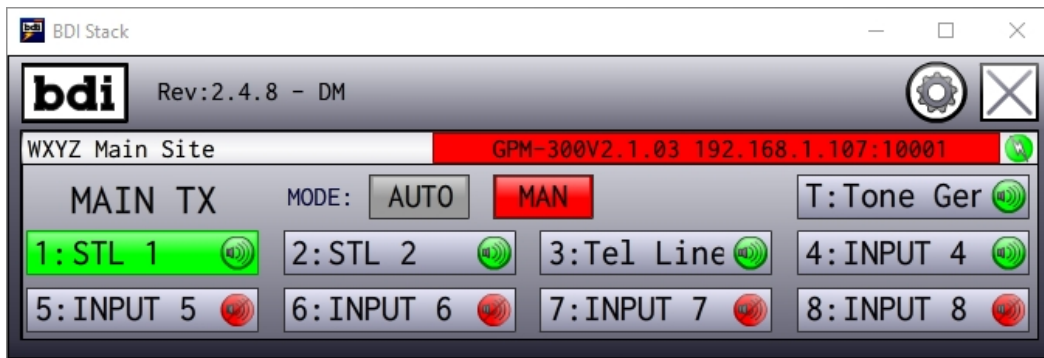 BDI Stack
bdi Rev:2.4.8 - DM
WXYZ Main Site GPM-300V2.1.03 192.168.1.107:10001
MAIN TX MODE: AUTO MAN T:Tone Ger
1:STL 1 2:STL 2 3:Tel Line 4:INPUT 4
5:INPUT 5 6:INPUT 6 7:INPUT 7 8:INPUT 8